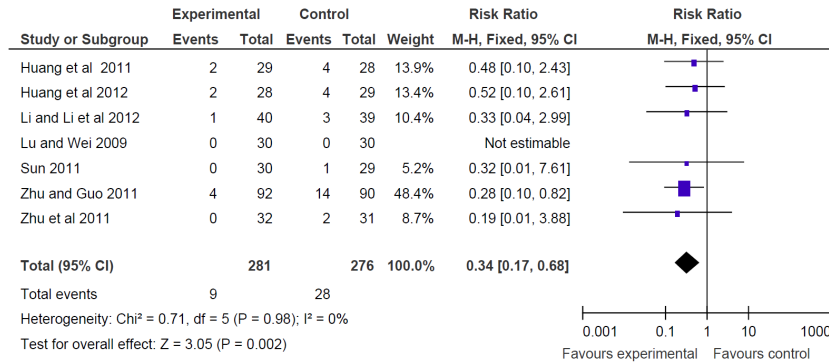 Experimental Control Risk Ratio Risk Ratio
Study or Subgroup Events Total Events Total Weight M-H, Fixed, 95% CI M-H, Fixed, 95% CI
Huang et al 2011 2 29 4 28 13.9% 0.48 [0.10, 2.43]
Huang et al 2012 2 28 4 29 13.4% 0.52 [0.10, 2.61]
Li and Li et al 2012 1 40 3 39 10.4% 0.33 [0.04, 2.99]
Lu and Wei 2009 0 30 0 30 Not estimable
Sun 2011 0 30 1 29 5.2% 0.32 [0.01, 7.61]
Zhu and Guo 2011 4 92 14 90 48.4% 0.28 [0.10, 0.82]
Zhu et al 2011 0 32 2 31 8.7% 0.19 [0.01, 3.88]
Total (95% CI) 281 276 100.0% 0.34 [0.17, 0.68]
Total events 9 28
Heterogeneity: Chi² = 0.71, df = 5 (P = 0.98); I² = 0%
Test for overall effect: Z = 3.05 (P = 0.002)
0.001 0.1 1 10 1000
Favours experimental Favours control